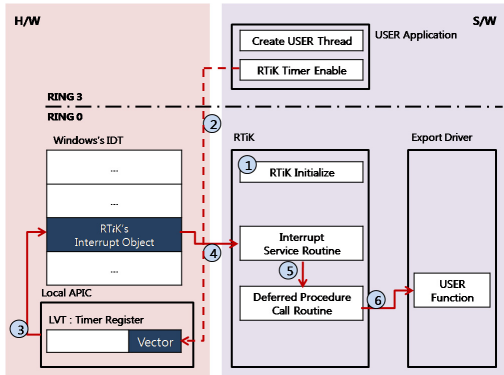 H/W
S/W
USER Application
Create USER Thread
RTiK Timer Enable
RING 3
RING 0
2
Windows's IDT
RTiK
Export Driver
...
1
RTiK Initialize
...
RTiK's
Interrupt Object
4
Interrupt
Service Routine
...
5
6
Local APIC
Deferred Procedure
Call Routine
USER
Function
3
LVT : Timer Register
Vector